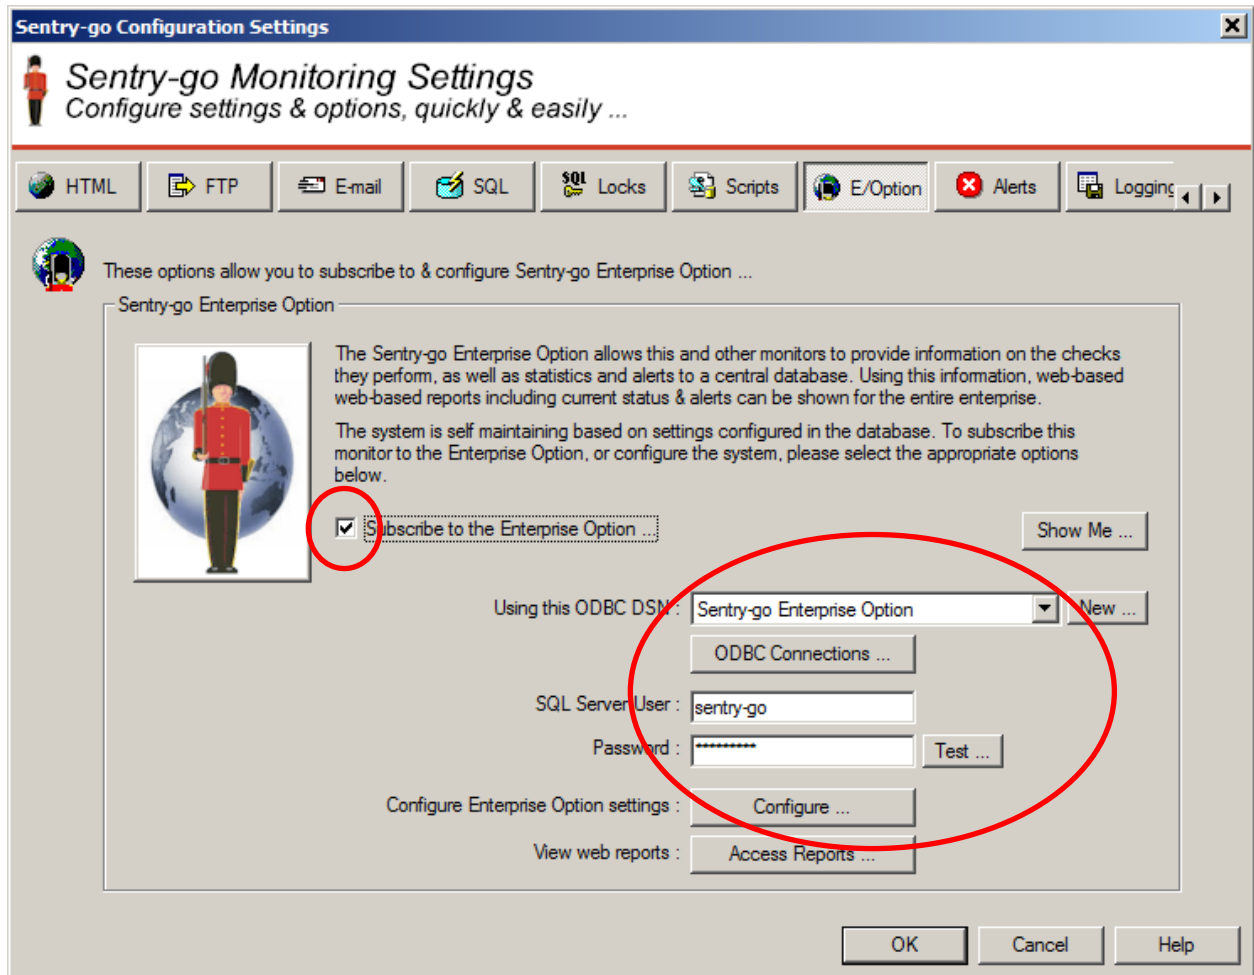 Sentry-go Configuration Settings
Sentry-go Monitoring Settings
Configure settings & options, quickly & easily ...
HTML
FTP
E-mail
SQL
SQL Locks
Scripts
E/Option
Alerts
Logging
These options allow you to subscribe to & configure Sentry-go Enterprise Option ...
Sentry-go Enterprise Option
The Sentry-go Enterprise Option allows this and other monitors to provide information on the checks
they perform, as well as statistics and alerts to a central database. Using this information, web-based
web-based reports including current status & alerts can be shown for the entire enterprise.
The system is self maintaining based on settings configured in the database. To subscribe this
monitor to the Enterprise Option, or configure the system, please select the appropriate options
below.
Subscribe to the Enterprise Option ...
Show Me ...
Using this ODBC DSN : Sentry-go Enterprise Option New ...
ODBC Connections ...
SQL Server User : sentry-go
Password : ********* Test ...
Configure Enterprise Option settings : Configure ...
View web reports : Access Reports ...
OK Cancel Help